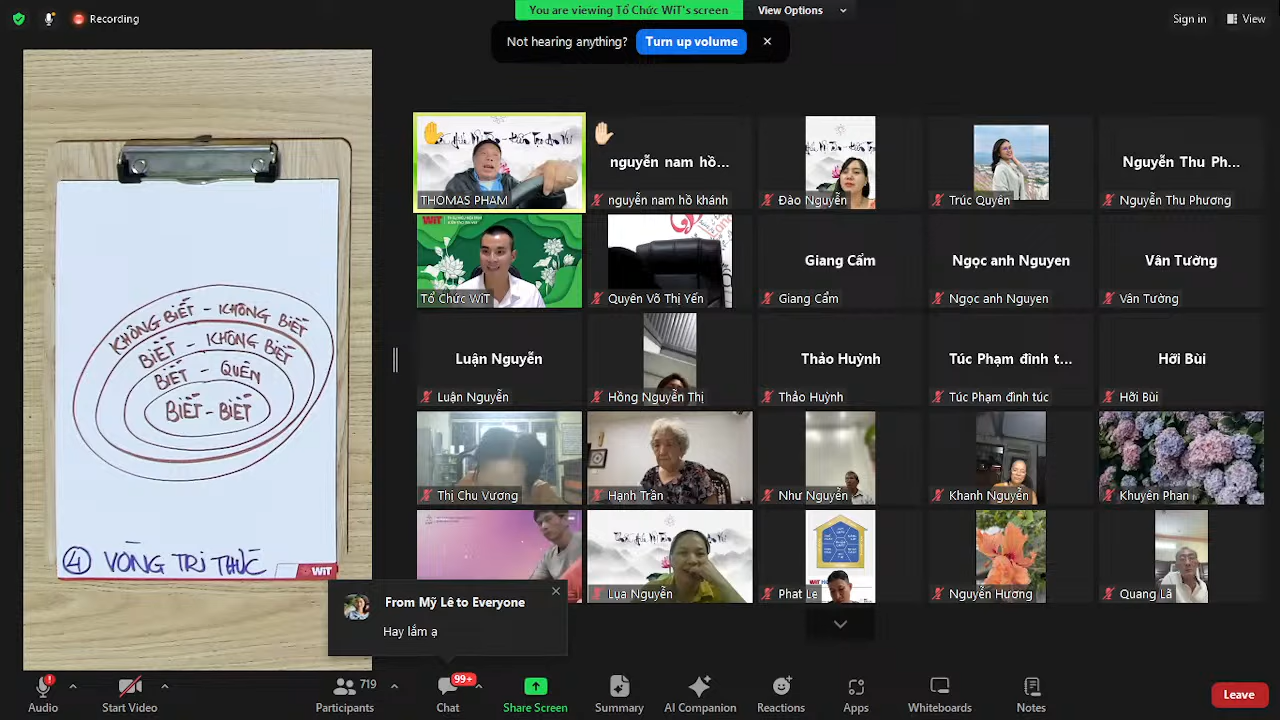 You are viewing Tổ Chức WiT's screen
View Options
Recording
Sign in
View
Not hearing anything?
Turn up volume
KHÔNG BIẾT - KHÔNG BIẾT
BIẾT - KHÔNG BIẾT
BIẾT - QUÊN
BIẾT - BIẾT
4 VÒNG TRI THỨC
WiT
THOMAS PHAM
nguyễn nam hồ...
nguyễn nam hồ khánh
Đào Nguyễn
Trúc Quyên
Nguyễn Thu Ph...
Nguyễn Thu Phương
WiT
Tổ Chức WiT
Quyên Võ Thị Yến
Giang Cẩm
Giang Cẩm
Ngọc anh Nguyen
Ngọc anh Nguyen
Vân Tường
Vân Tường
Luận Nguyễn
Luận Nguyễn
Hồng Nguyễn Thị
Thảo Huỳnh
Thảo Huỳnh
Túc Phạm đình t...
Túc Phạm đình túc
Hỡi Bùi
Hỡi Bùi
Thị Chu Vương
Hạnh Trần
Như Nguyễn
Khánh Nguyễn
Khuyên Phan
Lụa Nguyễn
Phat Le
Nguyễn Hương
Quang Lã
From Mỹ Lê to Everyone
Hay lắm ạ
Audio
Start Video
719
Participants
99+
Chat
Share Screen
Summary
AI Companion
Reactions
Apps
Whiteboards
Notes
Leave